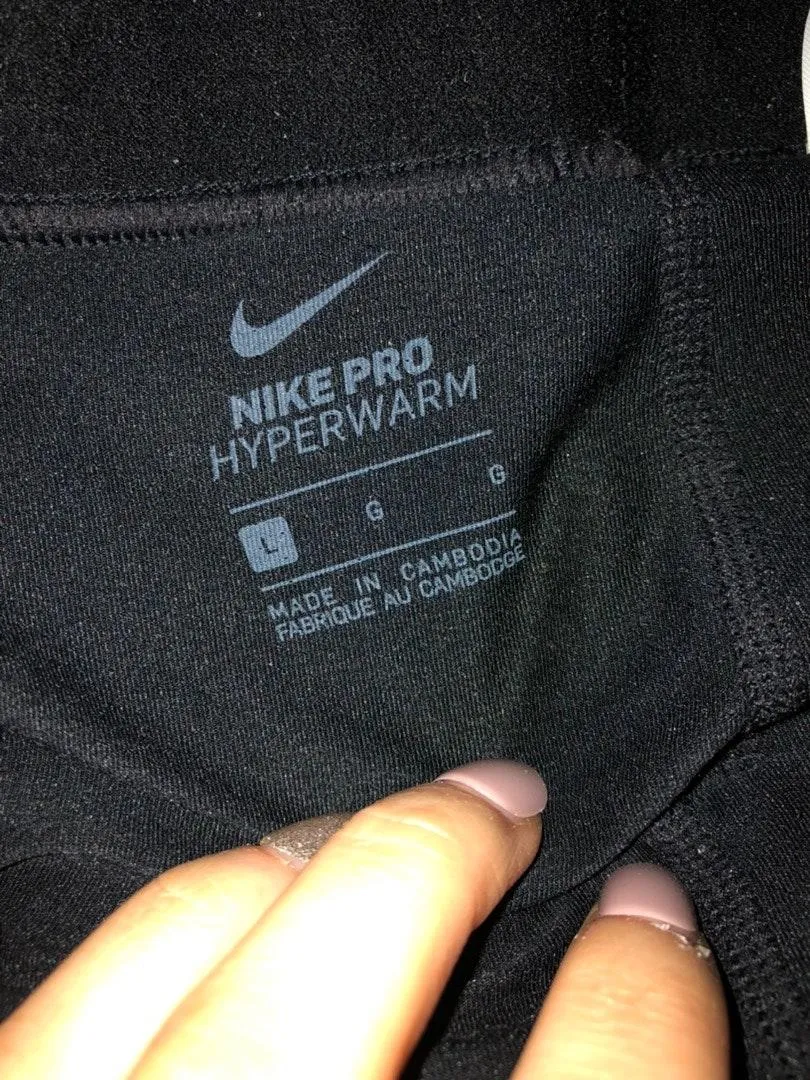 NIKE PRO
HYPERWARM
L G G
MADE IN CAMBODIA
FABRIQUE AU CAMBODGE